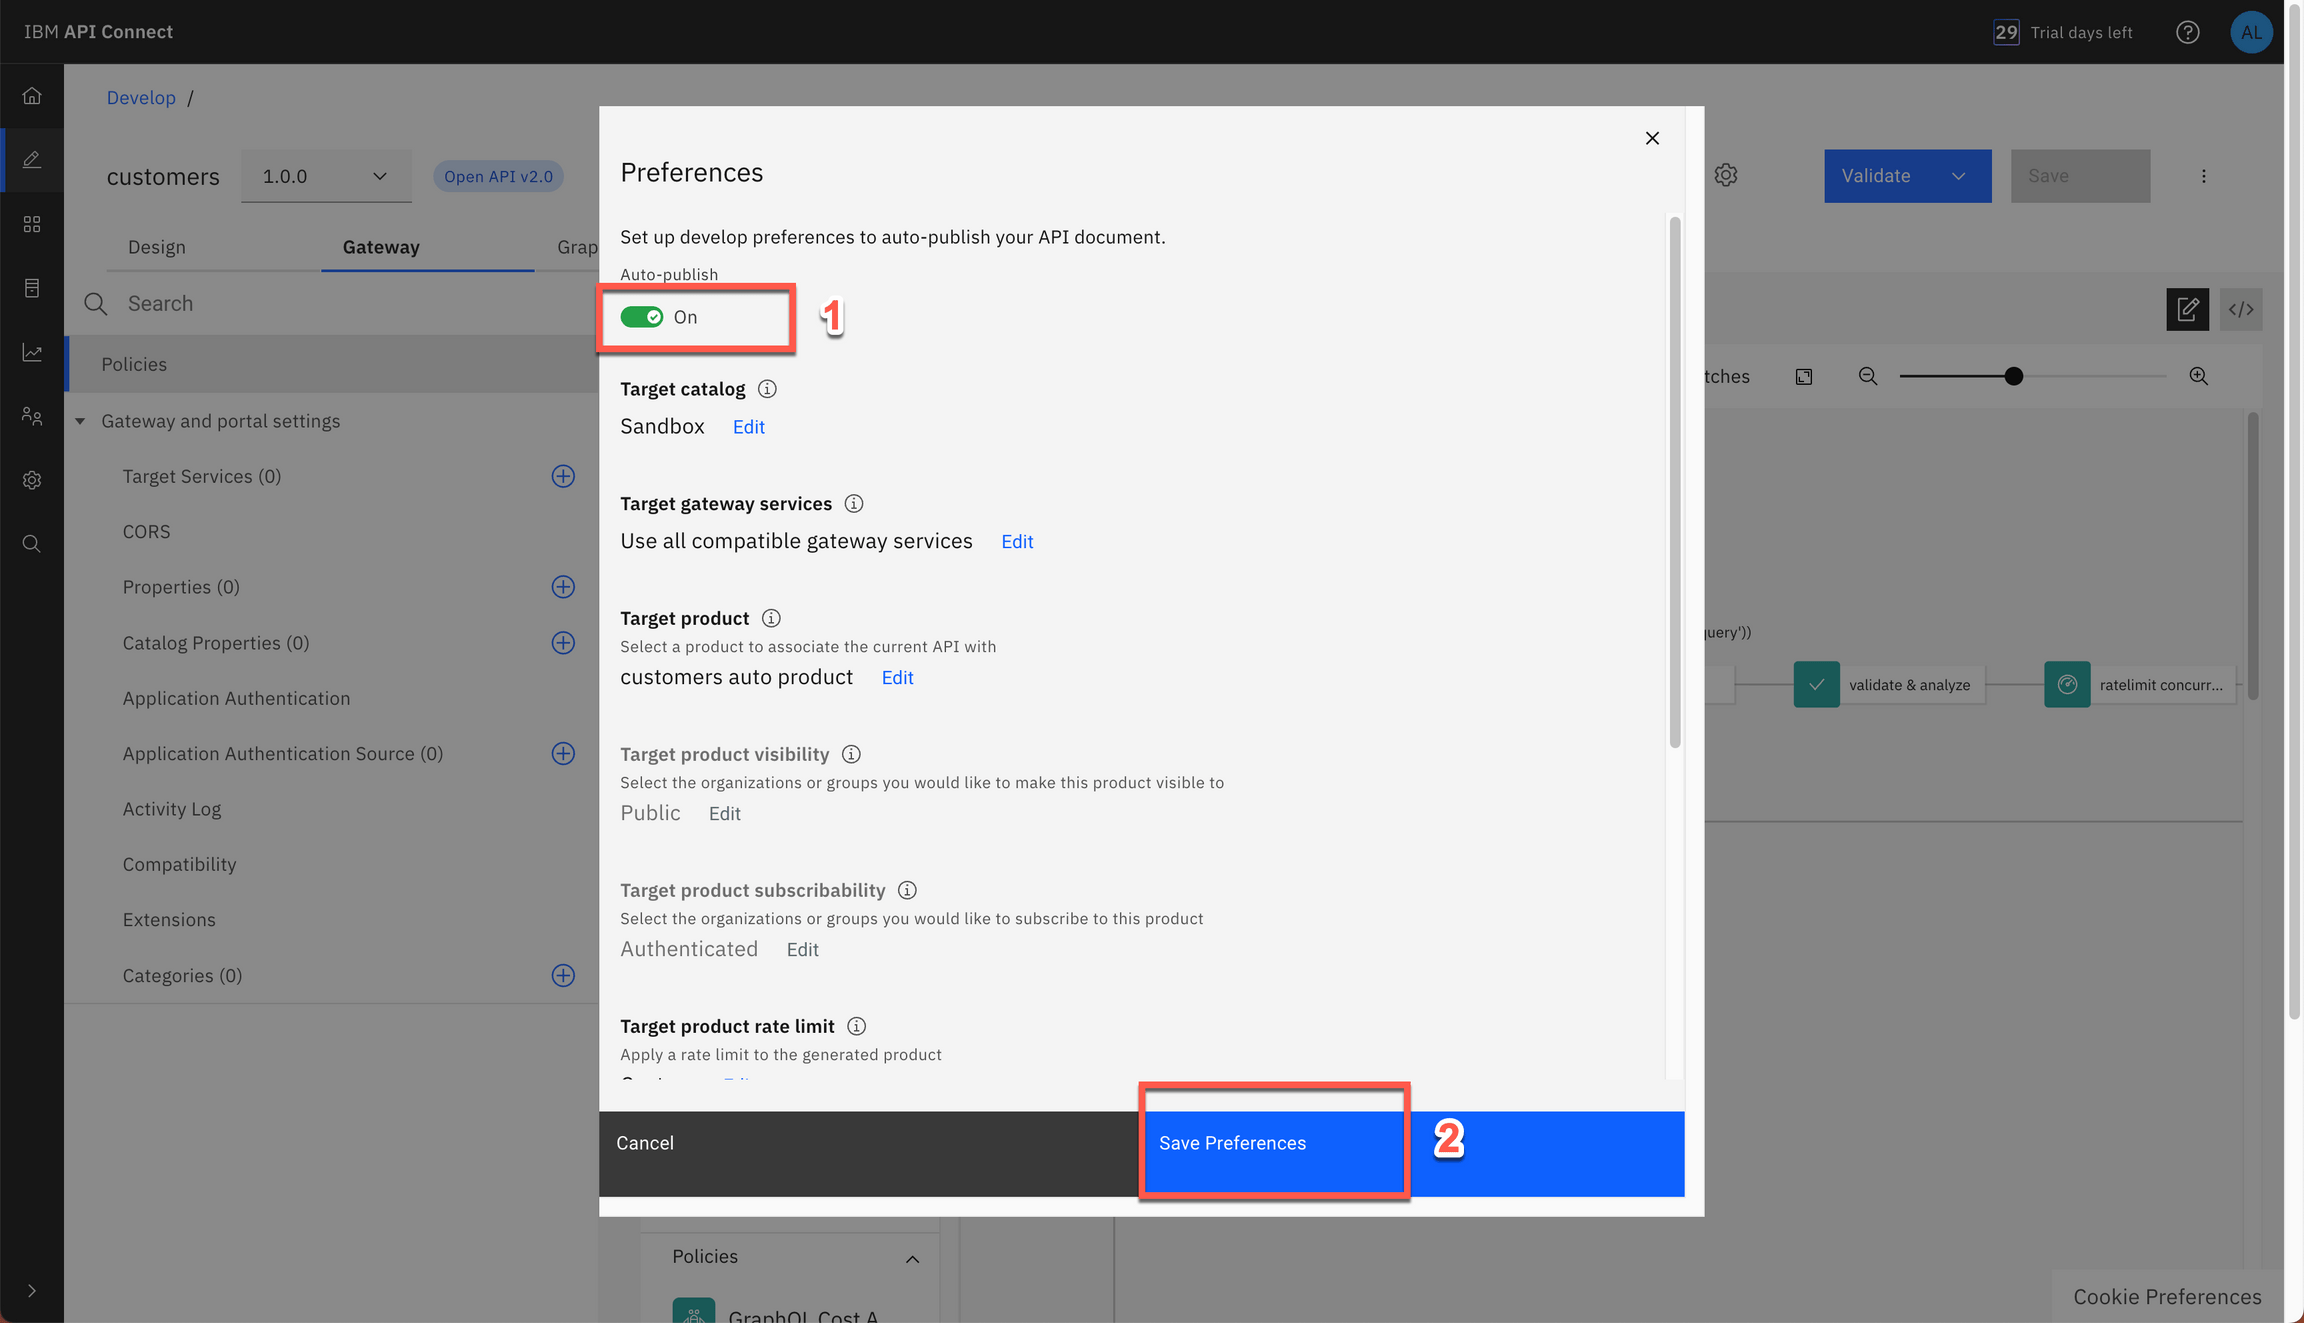 IBM API Connect
29 Trial days left
AL
Develop /
customers
1.0.0
Open API v2.0
Validate
Save
Design
Gateway
Grap
Search
Policies
Gateway and portal settings
Target Services (0)
CORS
Properties (0)
Catalog Properties (0)
Application Authentication
Application Authentication Source (0)
Activity Log
Compatibility
Extensions
Categories (0)
Preferences
Set up develop preferences to auto-publish your API document.
Auto-publish
On
1
Target catalog
Sandbox Edit
Target gateway services
Use all compatible gateway services Edit
Target product
Select a product to associate the current API with
customers auto product Edit
Target product visibility
Select the organizations or groups you would like to make this product visible to
Public Edit
Target product subscribability
Select the organizations or groups you would like to subscribe to this product
Authenticated Edit
Target product rate limit
Apply a rate limit to the generated product
Cancel
Save Preferences
2
tches
</>
query'))
validate & analyze
ratelimit concurr...
Policies
GraphQL Cost A
Cookie Preferences